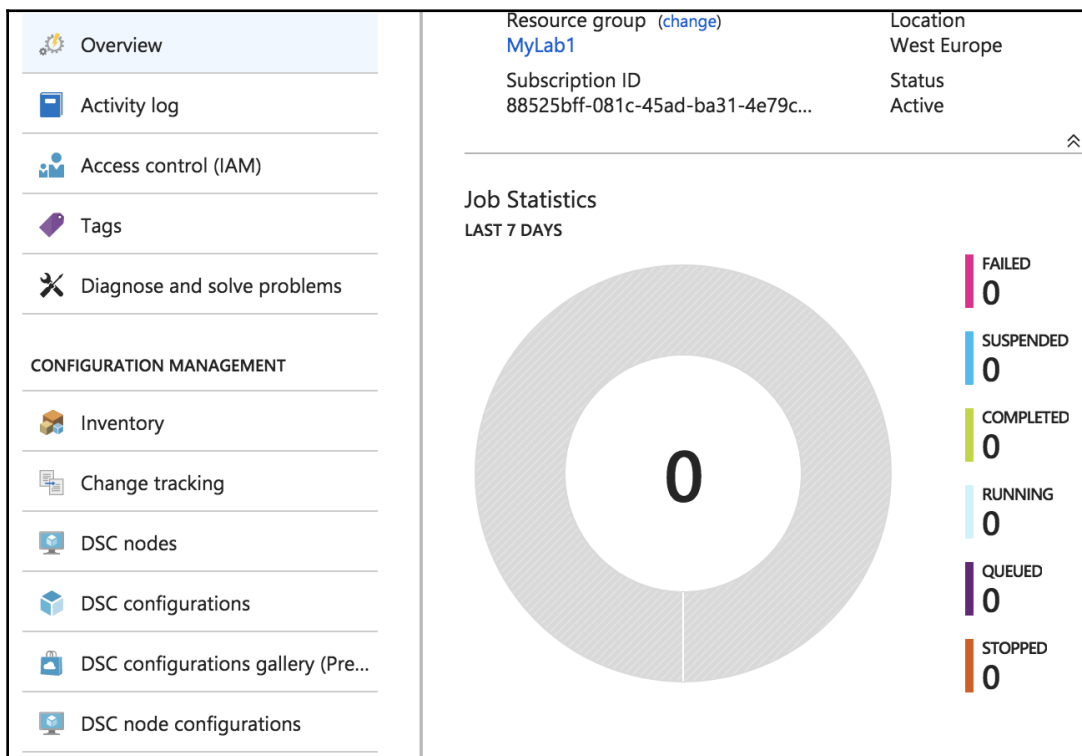 Overview
Activity log
Access control (IAM)
Tags
Diagnose and solve problems
CONFIGURATION MANAGEMENT
Inventory
Change tracking
DSC nodes
DSC configurations
DSC configurations gallery (Pre...
DSC node configurations
Resource group (change)
MyLab1
Subscription ID
88525bff-081c-45ad-ba31-4e79c...
Location
West Europe
Status
Active
Job Statistics
LAST 7 DAYS
0
FAILED
0
SUSPENDED
0
COMPLETED
0
RUNNING
0
QUEUED
0
STOPPED
0